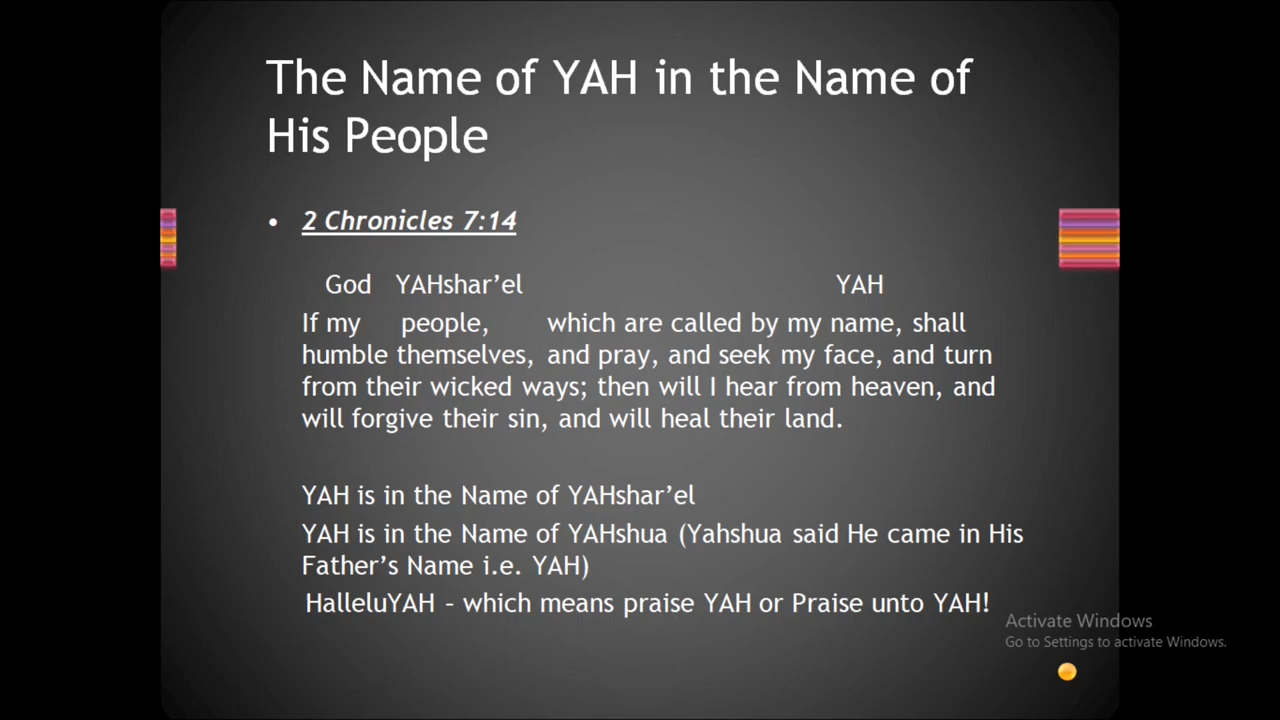 The Name of YAH in the Name of
His People
• 2 Chronicles 7:14
God YAHshar’el YAH
If my people, which are called by my name, shall
humble themselves, and pray, and seek my face, and turn
from their wicked ways; then will I hear from heaven, and
will forgive their sin, and will heal their land.
YAH is in the Name of YAHshar’el
YAH is in the Name of YAHshua (Yahshua said He came in His
Father’s Name i.e. YAH)
HalleluYAH – which means praise YAH or Praise unto YAH!
Activate Windows
Go to Settings to activate Windows.